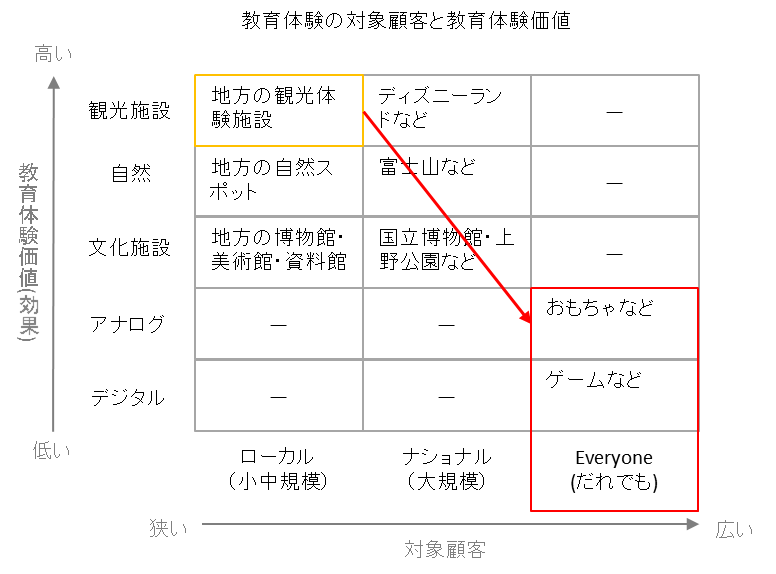 教育体験の対象顧客と教育体験価値
高い
観光施設
地方の観光体
験施設
ディズニーラン
ドなど
―
自然
地方の自然ス
ポット
富士山など
―
教育体験価値(効果)
文化施設
地方の博物館・
美術館・資料館
国立博物館・上
野公園など
―
アナログ
―
―
おもちゃなど
デジタル
―
―
ゲームなど
低い
ローカル
（小中規模）
ナショナル
（大規模）
Everyone
(だれでも)
狭い
広い
対象顧客